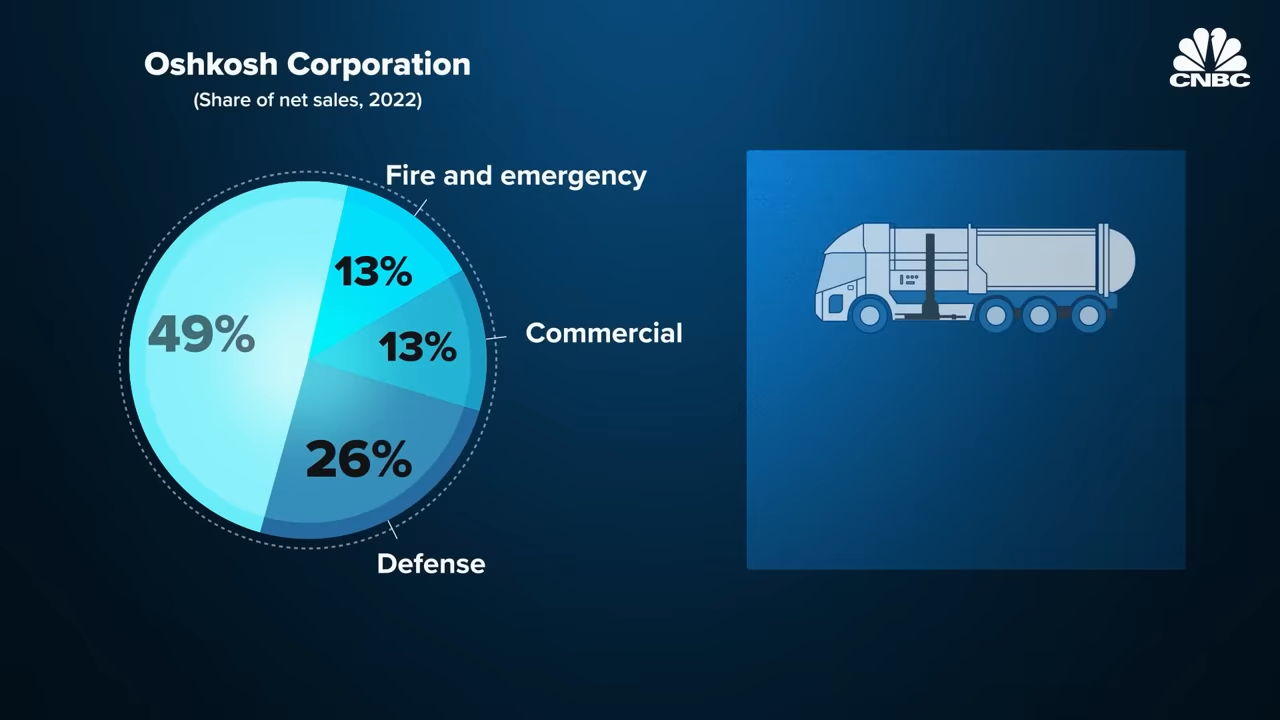 Oshkosh Corporation
(Share of net sales, 2022)
CNBC
Fire and emergency
13%
49%
13%
Commercial
26%
Defense